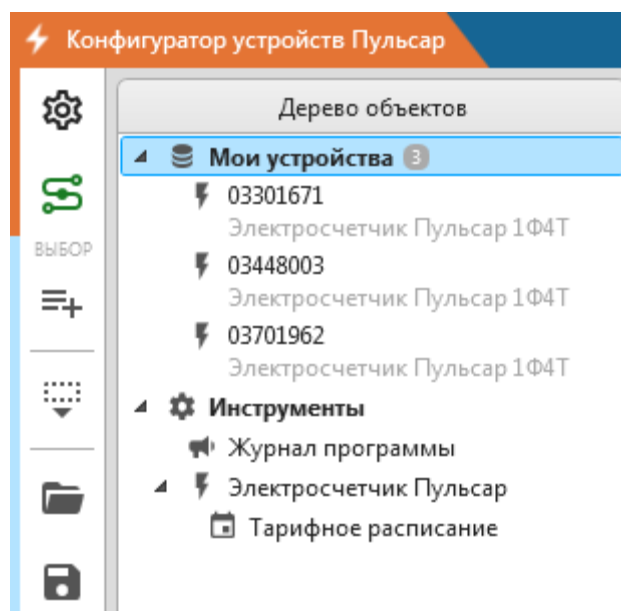 Конфигуратор устройств Пульсар
Дерево объектов
Мои устройства 3
03301671
Электросчетчик Пульсар 1Ф4Т
ВЫБОР
03448003
Электросчетчик Пульсар 1Ф4Т
03701962
Электросчетчик Пульсар 1Ф4Т
Инструменты
Журнал программы
Электросчетчик Пульсар
Тарифное расписание